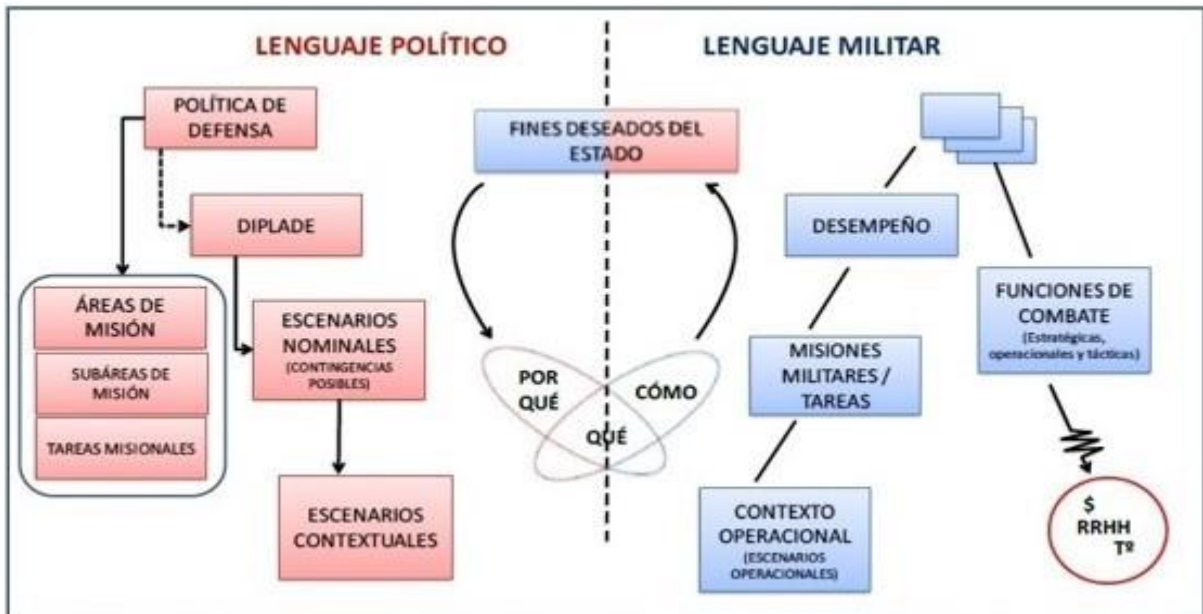 LENGUAJE POLÍTICO
LENGUAJE MILITAR
POLÍTICA DE
DEFENSA
DIPLADE
ÁREAS DE
MISIÓN
SUBÁREAS DE
MISIÓN
TAREAS MISIONALES
ESCENARIOS
NOMINALES
(CONTINGENCIAS
POSIBLES)
ESCENARIOS
CONTEXTUALES
FINES DESEADOS DEL
ESTADO
POR
QUÉ
CÓMO
QUÉ
DESEMPEÑO
MISIONES
MILITARES /
TAREAS
CONTEXTO
OPERACIONAL
(ESCENARIOS
OPERACIONALES)
FUNCIONES DE
COMBATE
(Estratégicas,
operacionales y tácticas)
$
RRHH
Tº